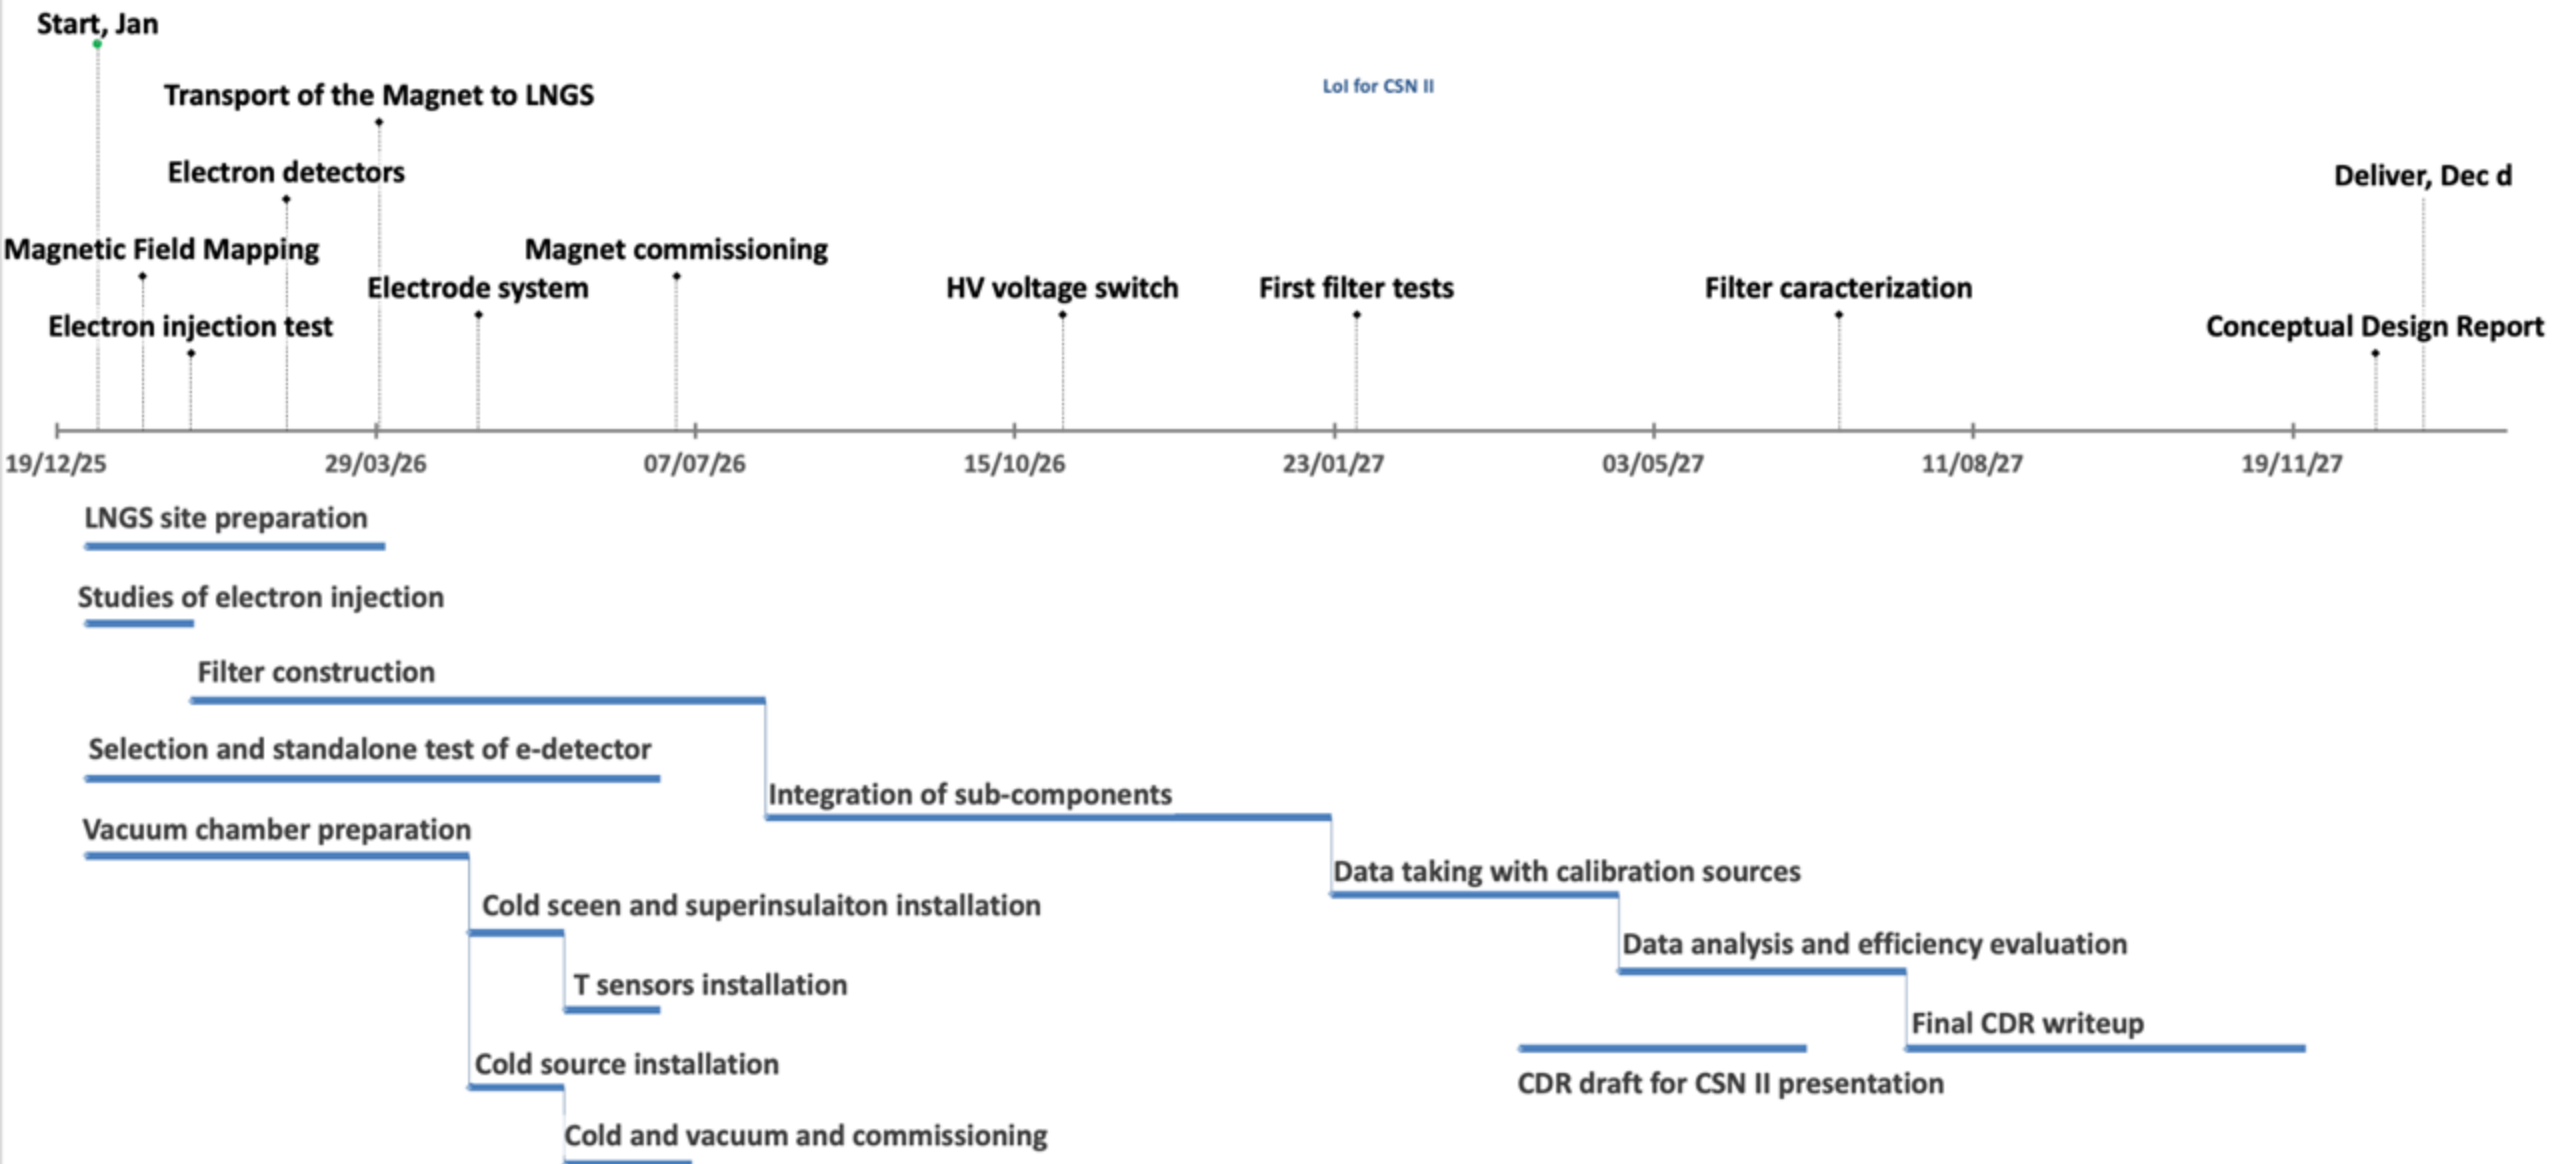 Start, Jan
LoI for CSN II
Transport of the Magnet to LNGS
Electron detectors
Deliver, Dec d
Magnetic Field Mapping
Magnet commissioning
Electrode system
HV voltage switch
First filter tests
Filter caracterization
Electron injection test
Conceptual Design Report
19/12/25
29/03/26
07/07/26
15/10/26
23/01/27
03/05/27
11/08/27
19/11/27
LNGS site preparation
Studies of electron injection
Filter construction
Selection and standalone test of e-detector
Integration of sub-components
Vacuum chamber preparation
Data taking with calibration sources
Cold sceen and superinsulaiton installation
Data analysis and efficiency evaluation
T sensors installation
Final CDR writeup
Cold source installation
CDR draft for CSN II presentation
Cold and vacuum and commissioning